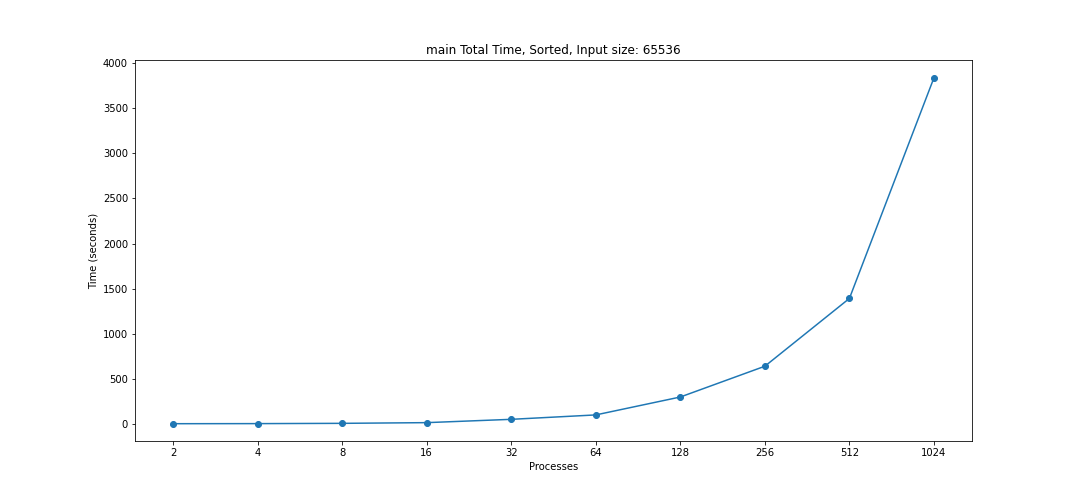 main Total Time, Sorted, Input size: 65536
4000
3500
3000
2500
2000
1500
1000
500
0
Time (seconds)
2 4 8 16 32 64 128 256 512 1024
Processes